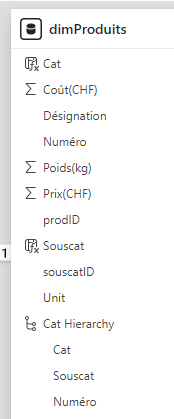 dimProduits
Cat
Coût(CHF)
Désignation
Numéro
Poids(kg)
Prix(CHF)
prodID
1
Souscat
souscatID
Unit
Cat Hierarchy
Cat
Souscat
Numéro